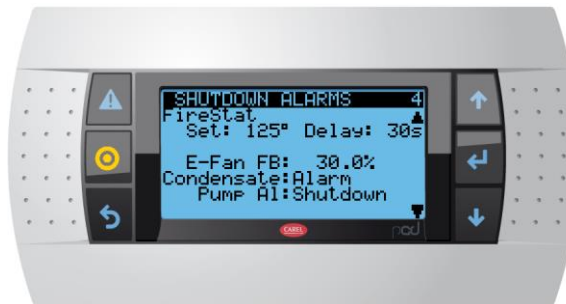 SHUTDOWN ALARMS 4
FireStat
Set: 125° Delay: 30s
E-Fan FB: 30.0%
Condensate:Alarm
Pump Al:Shutdown
CAREL
pGD